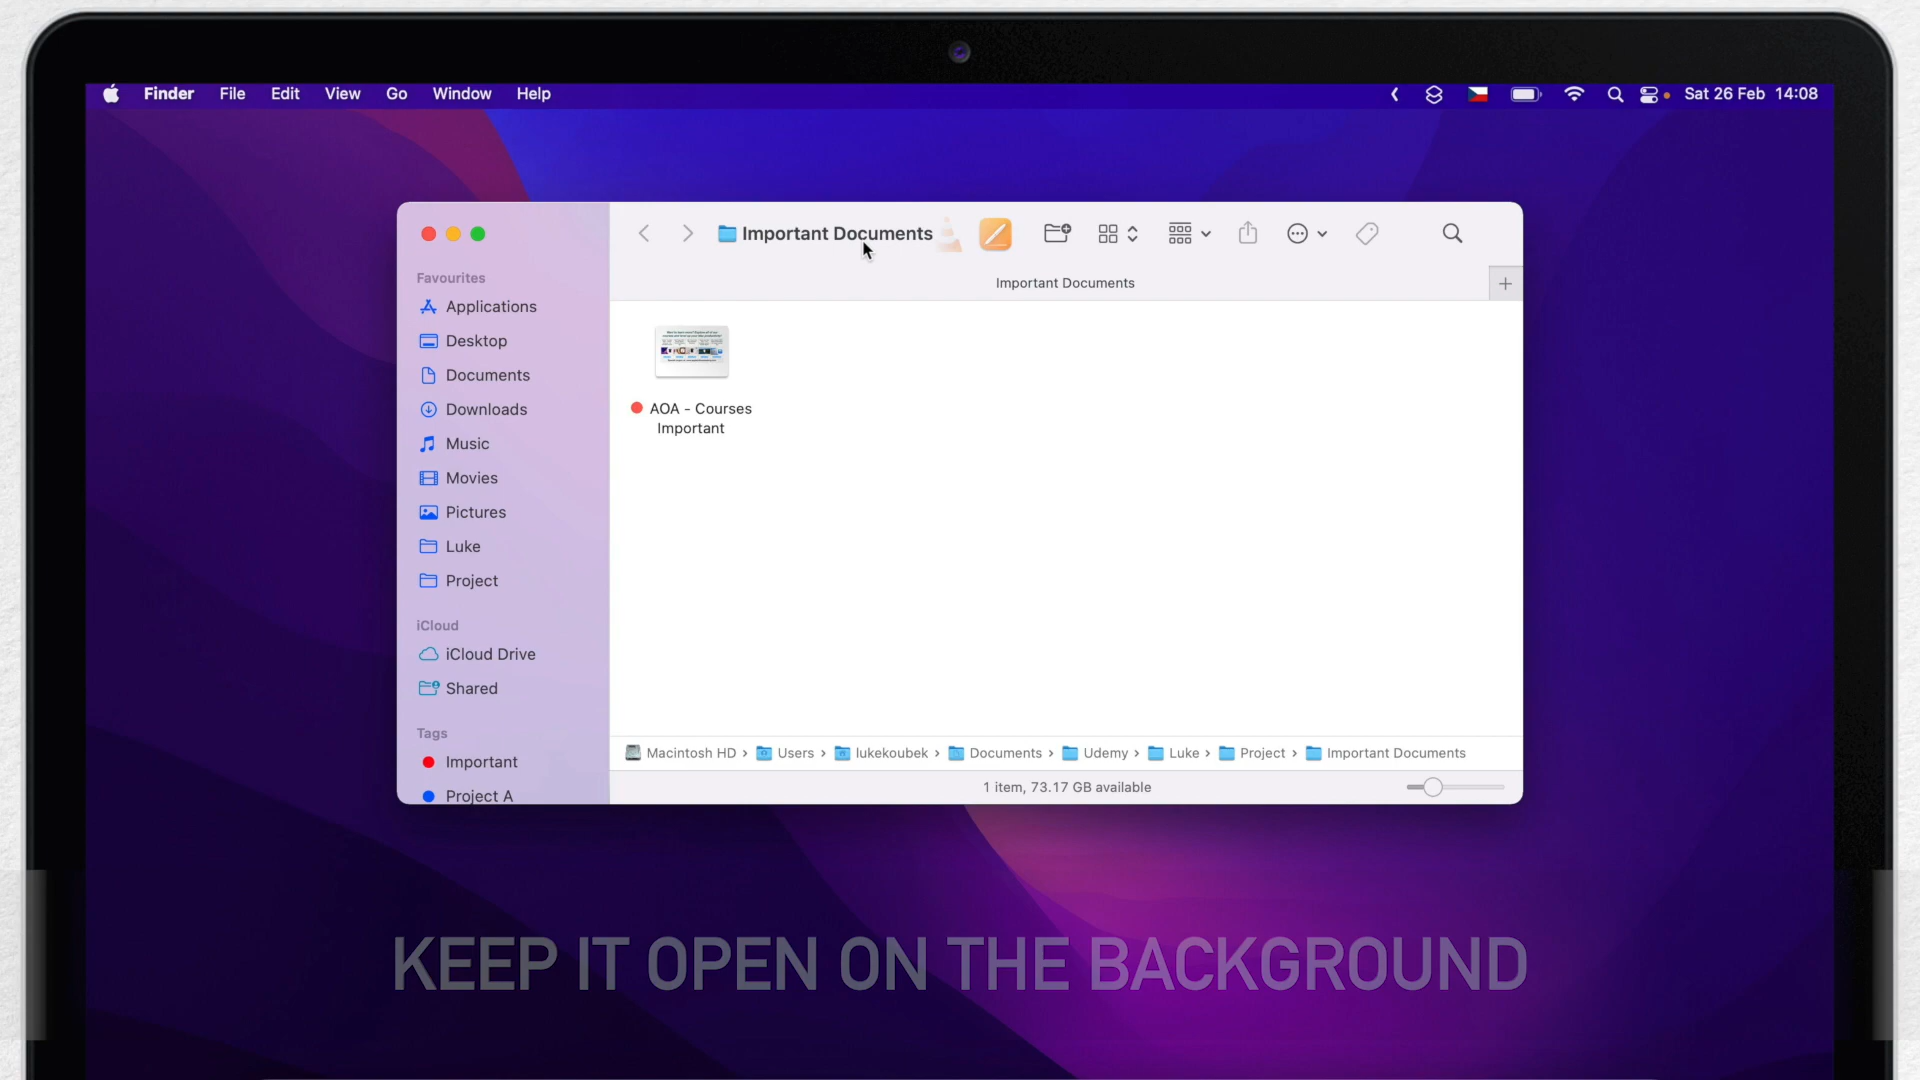 Finder File Edit View Go Window Help Sat 26 Feb 14:08
Important Documents
Important Documents
Favourites
Applications
Desktop
Documents
Downloads
Music
Movies
Pictures
Luke
Project
iCloud
iCloud Drive
Shared
Tags
Important
Project A
AOA - Courses
Important
Macintosh HD › Users › lukekoubek › Documents › Udemy › Luke › Project › Important Documents
1 item, 73.17 GB available
KEEP IT OPEN ON THE BACKGROUND